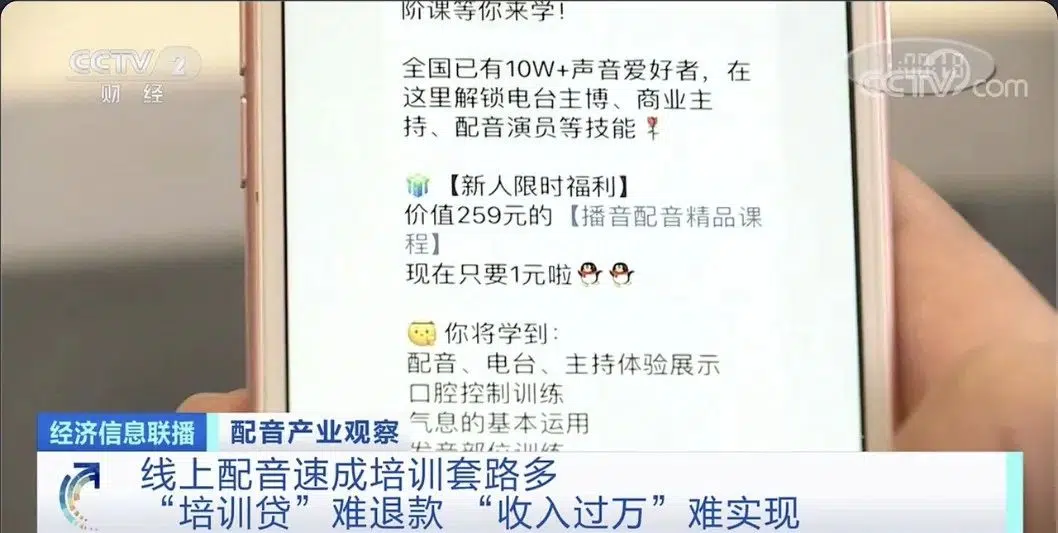 阶课等你来学!
CCTV 2
财经
CCTV.com
全国已有10W+声音爱好者，在
这里解锁电台主播、商业主
持、配音演员等技能
【新人限时福利】
价值259元的【播音配音精品课
程】
现在只要1元啦
你将学到：
配音、电台、主持体验展示
口腔控制训练
气息的基本运用
发音部位训练
经济信息联播
配音产业观察
线上配音速成培训套路多
“培训贷”难退款 “收入过万”难实现